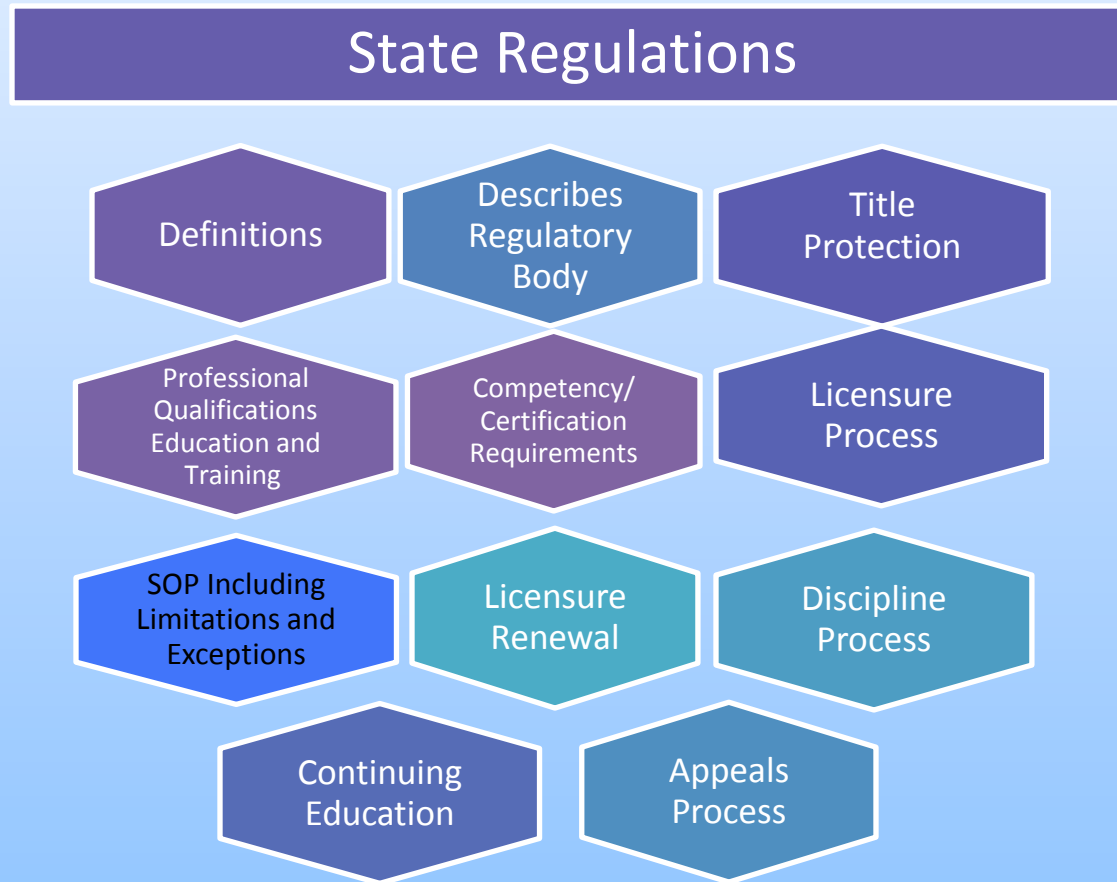 State Regulations
Definitions
Describes
Regulatory
Body
Title
Protection
Professional
Qualifications
Education and
Training
Competency/
Certification
Requirements
Licensure
Process
SOP Including
Limitations and
Exceptions
Licensure
Renewal
Discipline
Process
Continuing
Education
Appeals
Process